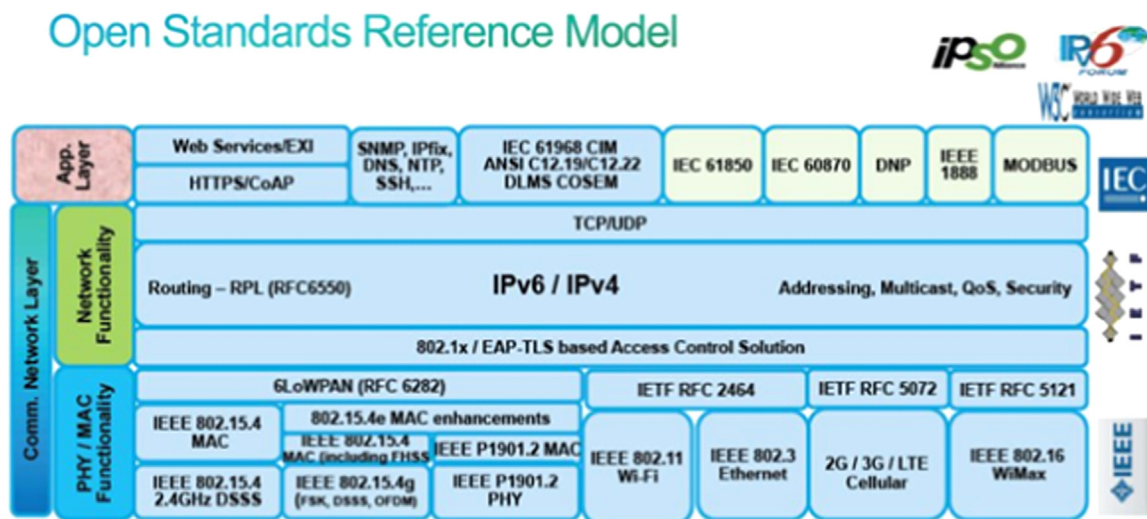 Open Standards Reference Model
iPSO
Alliance
IPv6
FORUM
W3C WORLD WIDE WEB
consortium
App.
Layer
Web Services/EXI
HTTPS/CoAP
SNMP, IPfix,
DNS, NTP,
SSH,...
IEC 61968 CIM
ANSI C12.19/C12.22
DLMS COSEM
IEC 61850
IEC 60870
DNP
IEEE
1888
MODBUS
IEC
Comm. Network Layer
Network
Functionality
TCP/UDP
Routing – RPL (RFC6550)
IPv6 / IPv4
Addressing, Multicast, QoS, Security
802.1x / EAP-TLS based Access Control Solution
IETF
PHY / MAC
Functionality
6LoWPAN (RFC 6282)
IETF RFC 2464
IETF RFC 5072
IETF RFC 5121
IEEE 802.15.4
MAC
802.15.4e MAC enhancements
IEEE 802.15.4
MAC (including FHSS
IEEE P1901.2 MAC
IEEE 802.15.4
2.4GHz DSSS
IEEE 802.15.4g
(FSK, DSSS, OFDM)
IEEE P1901.2
PHY
IEEE 802.11
Wi-Fi
IEEE 802.3
Ethernet
2G / 3G / LTE
Cellular
IEEE 802.16
WiMax
IEEE